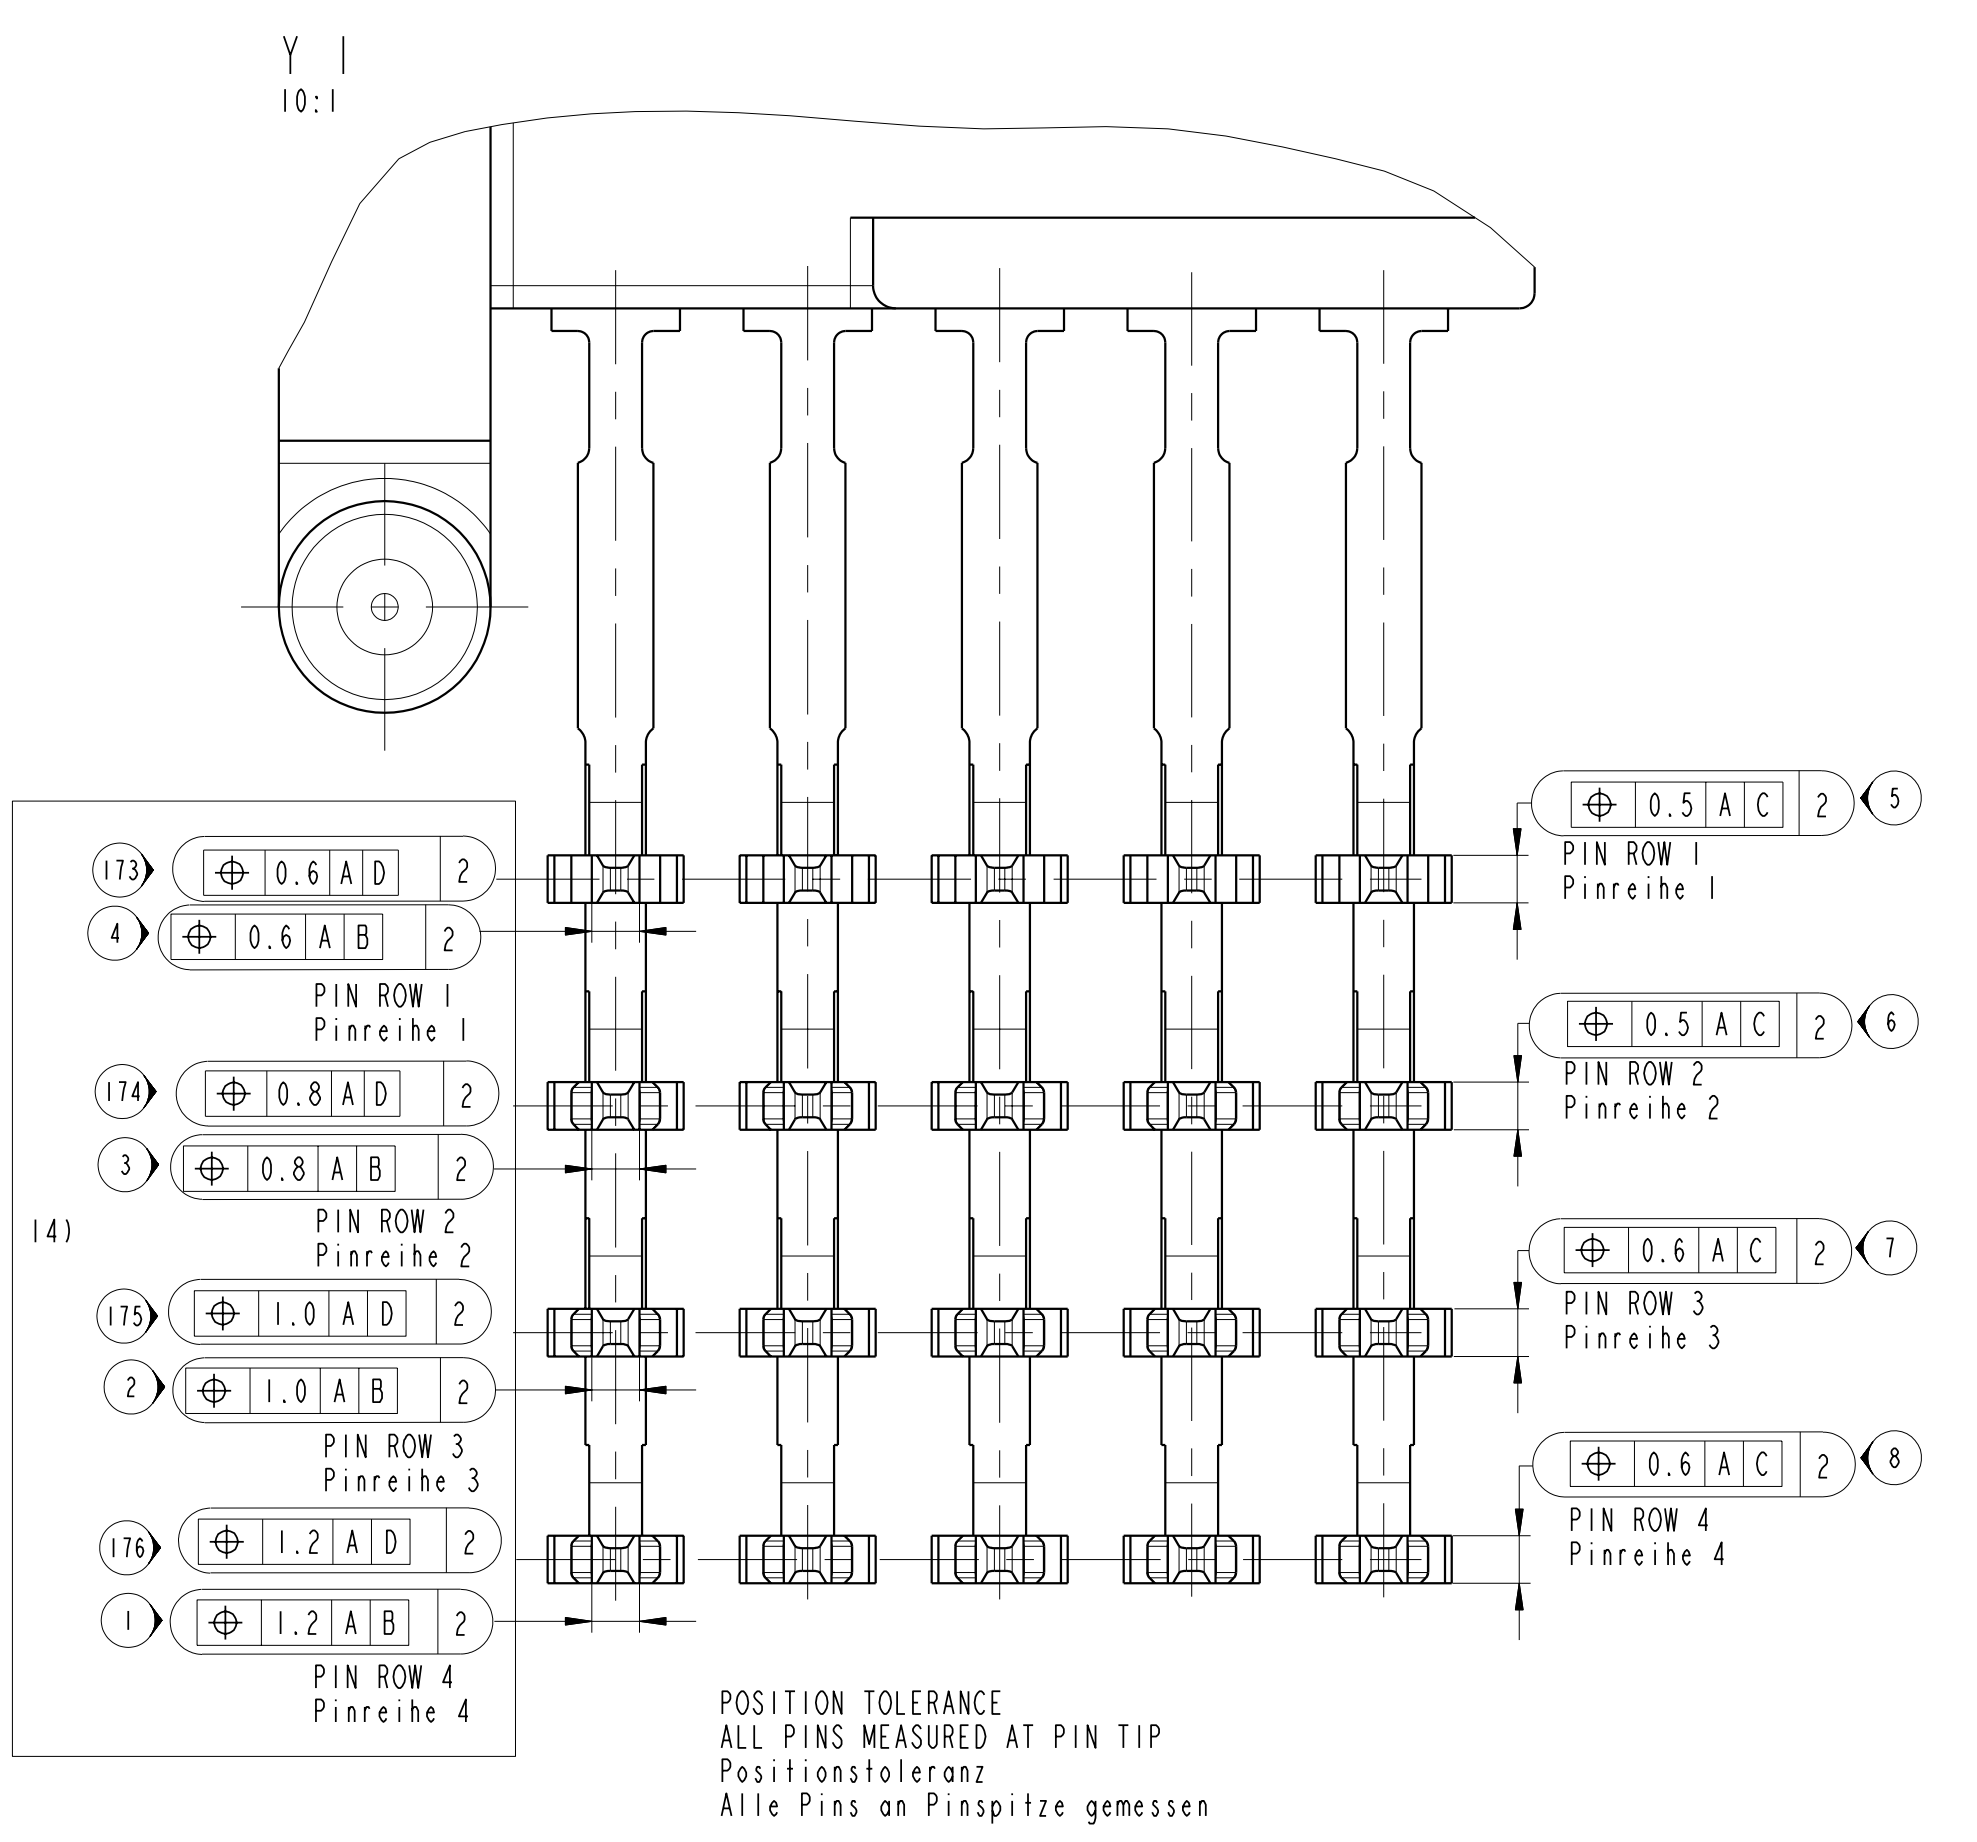 Y 1
10:1
173 ⌖ 0.6 A D 2
4 ⌖ 0.6 A B 2
PIN ROW 1
Pinreihe 1
174 ⌖ 0.8 A D 2
3 ⌖ 0.8 A B 2
PIN ROW 2
Pinreihe 2
14)
175 ⌖ 1.0 A D 2
2 ⌖ 1.0 A B 2
PIN ROW 3
Pinreihe 3
176 ⌖ 1.2 A D 2
1 ⌖ 1.2 A B 2
PIN ROW 4
Pinreihe 4
⌖ 0.5 A C 2 5
PIN ROW 1
Pinreihe 1
⌖ 0.5 A C 2 6
PIN ROW 2
Pinreihe 2
⌖ 0.6 A C 2 7
PIN ROW 3
Pinreihe 3
⌖ 0.6 A C 2 8
PIN ROW 4
Pinreihe 4
POSITION TOLERANCE
ALL PINS MEASURED AT PIN TIP
Positionstoleranz
Alle Pins an Pinspitze gemessen